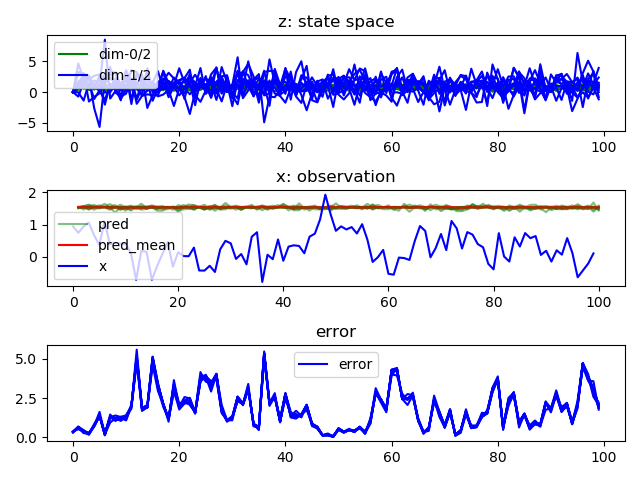 z: state space
5
0
−5
dim-0/2
dim-1/2
0 20 40 60 80 100
x: observation
2
1
0
pred
pred_mean
x
0 20 40 60 80 100
error
5.0
2.5
0.0
error
0 20 40 60 80 100